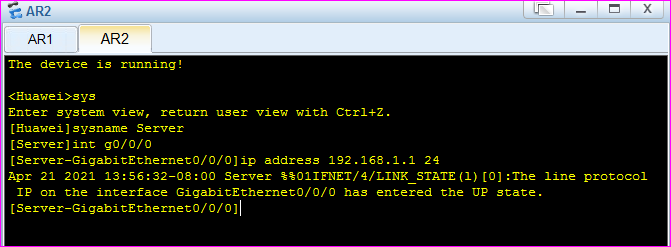 AR2
AR1
AR2
The device is running!
<Huawei>sys
Enter system view, return user view with Ctrl+Z.
[Huawei]sysname Server
[Server]int g0/0/0
[Server-GigabitEthernet0/0/0]ip address 192.168.1.1 24
Apr 21 2021 13:56:32-08:00 Server %%01IFNET/4/LINK_STATE(l)[0]:The line protocol
IP on the interface GigabitEthernet0/0/0 has entered the UP state.
[Server-GigabitEthernet0/0/0]